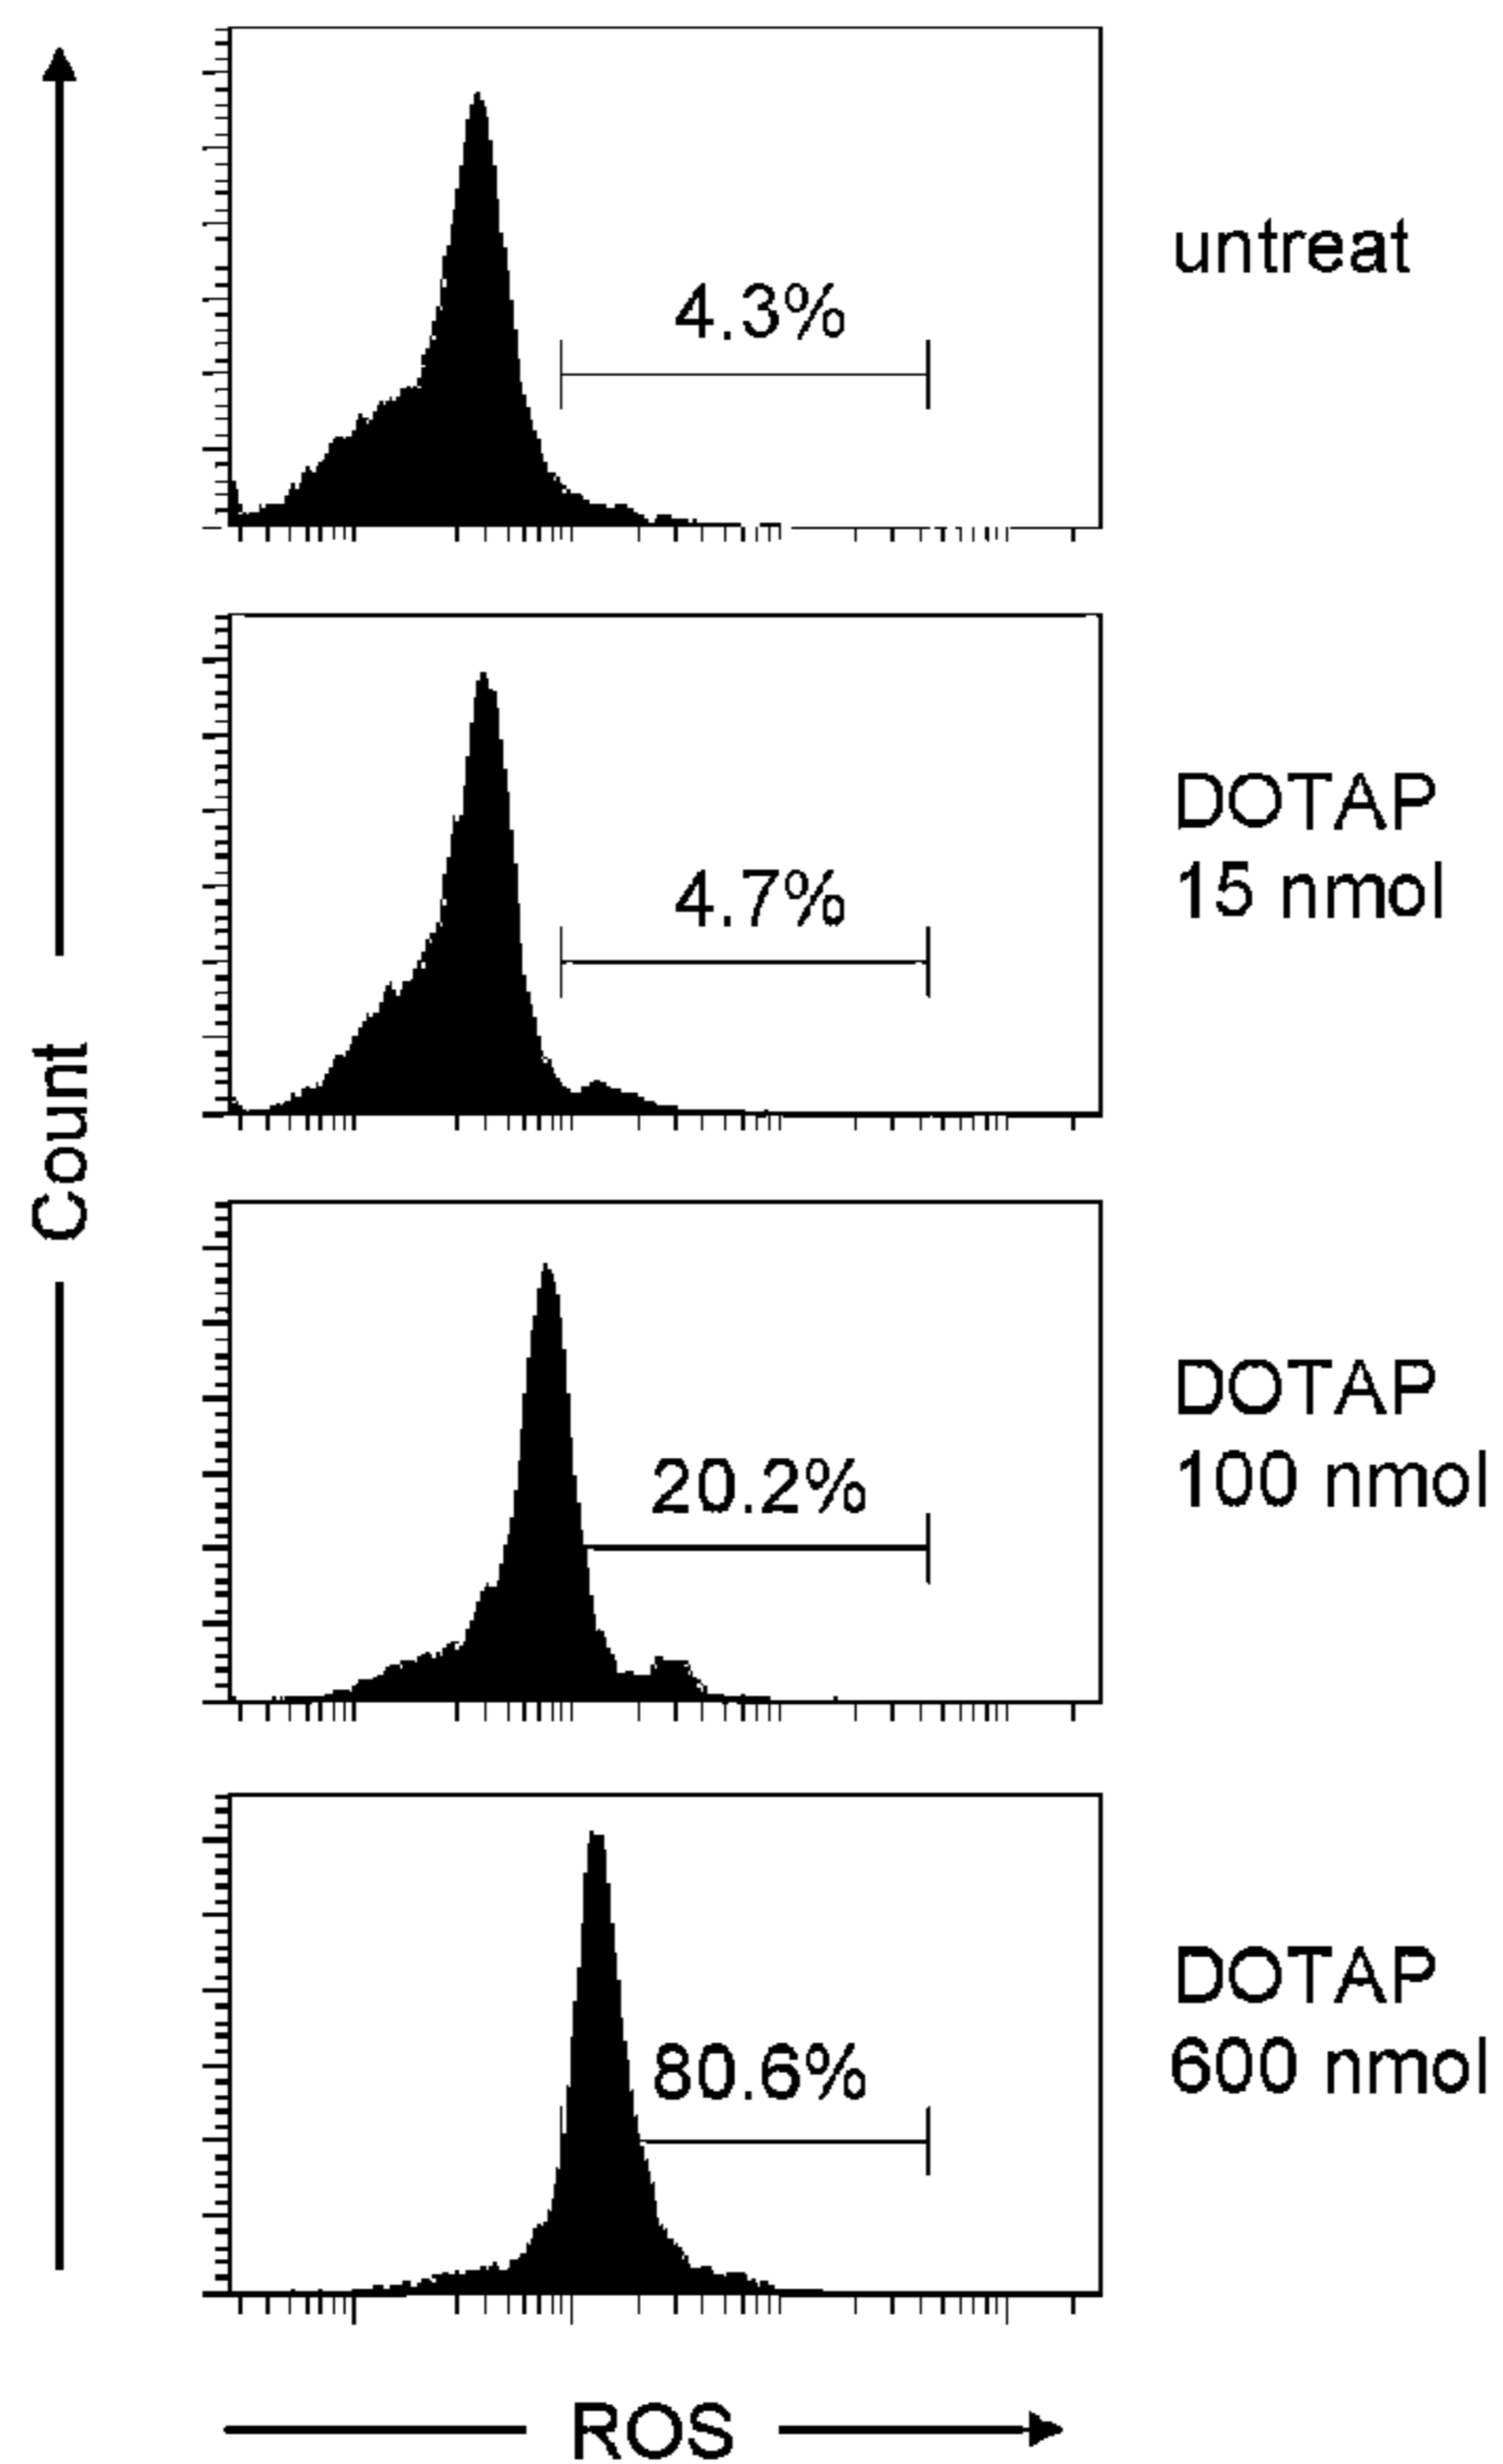 untreat
4.3%
DOTAP
15 nmol
4.7%
Count
DOTAP
100 nmol
20.2%
DOTAP
600 nmol
80.6%
ROS